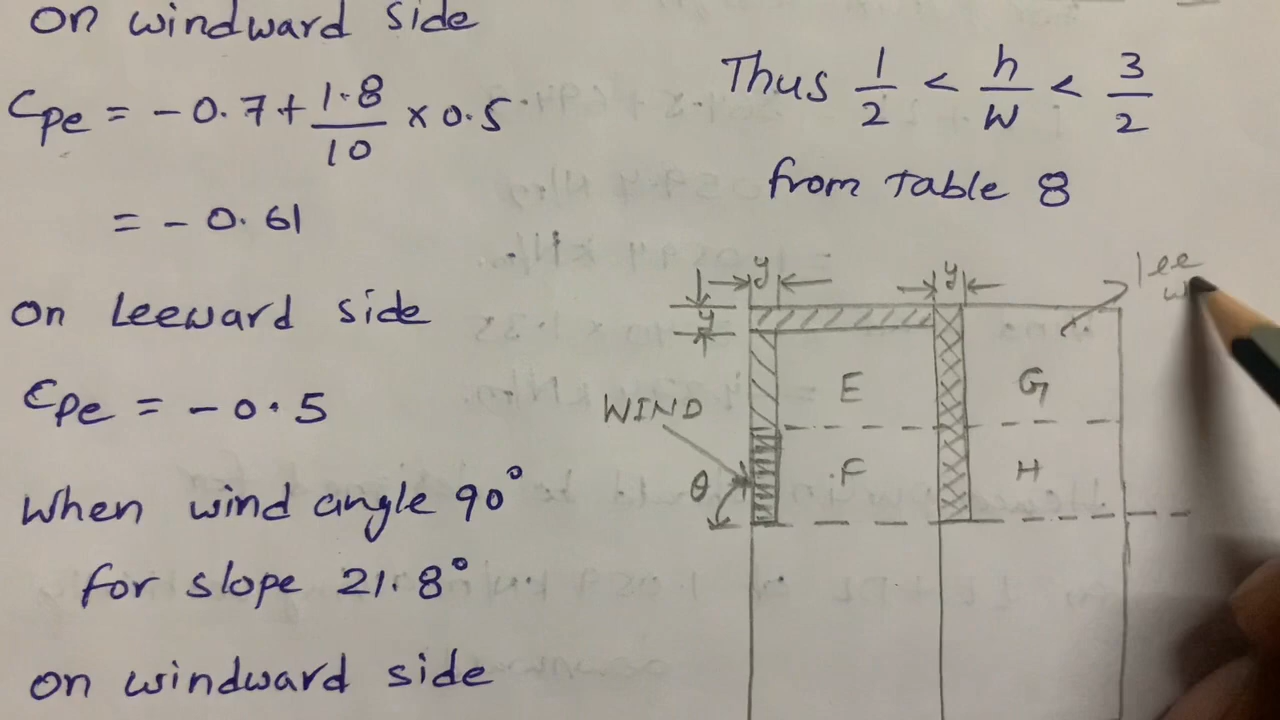 on windward side
Cpe = -0.7 + 1.8/10 × 0.5
= -0.61
on Leeward side
Cpe = -0.5
When wind angle 90°
for slope 21.8°
on windward side
Thus 1/2 < h/w < 3/2
from Table 8
y
y
lee
w
y
E
G
WIND
F
H
θ